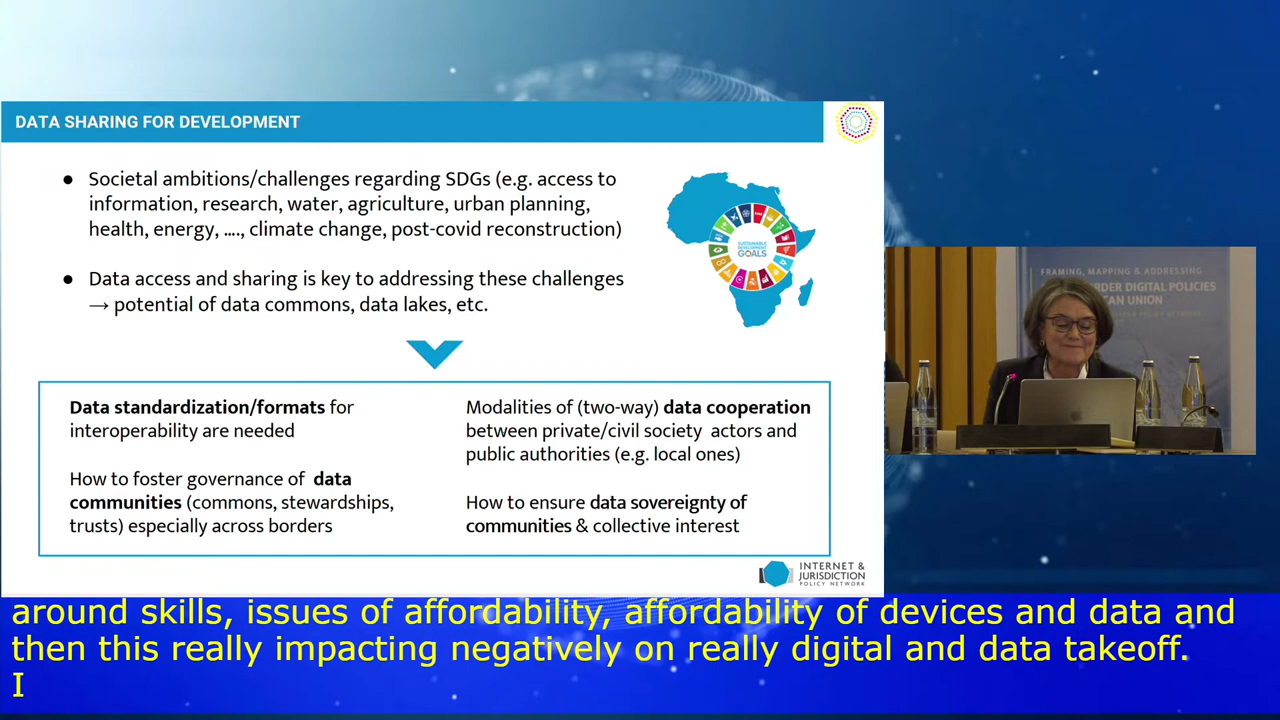 DATA SHARING FOR DEVELOPMENT
● Societal ambitions/challenges regarding SDGs (e.g. access to
information, research, water, agriculture, urban planning,
health, energy, ...., climate change, post-covid reconstruction)
● Data access and sharing is key to addressing these challenges
→ potential of data commons, data lakes, etc.
SUSTAINABLE
DEVELOPMENT
GOALS
Data standardization/formats for
interoperability are needed
How to foster governance of data
communities (commons, stewardships,
trusts) especially across borders
Modalities of (two-way) data cooperation
between private/civil society actors and
public authorities (e.g. local ones)
How to ensure data sovereignty of
communities & collective interest
INTERNET &
JURISDICTION
POLICY NETWORK
FRAMING, MAPPING & ADDRESSING
RDER DIGITAL POLICIES
CAN UNION
POLICY NETWORK
around skills, issues of affordability, affordability of devices and data and
then this really impacting negatively on really digital and data takeoff.
I